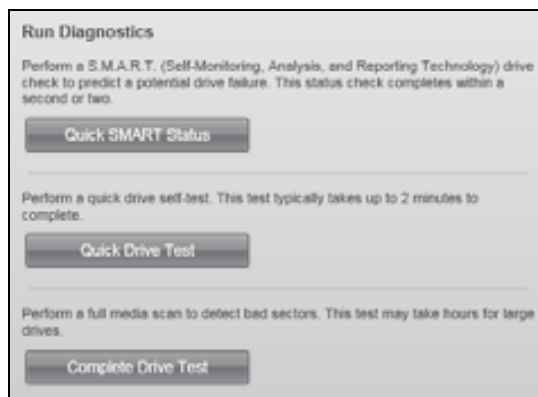 Run Diagnostics
Perform a S.M.A.R.T. (Self-Monitoring, Analysis, and Reporting Technology) drive
check to predict a potential drive failure. This status check completes within a
second or two.
Quick SMART Status
Perform a quick drive self-test. This test typically takes up to 2 minutes to
complete.
Quick Drive Test
Perform a full media scan to detect bad sectors. This test may take hours for large
drives.
Complete Drive Test